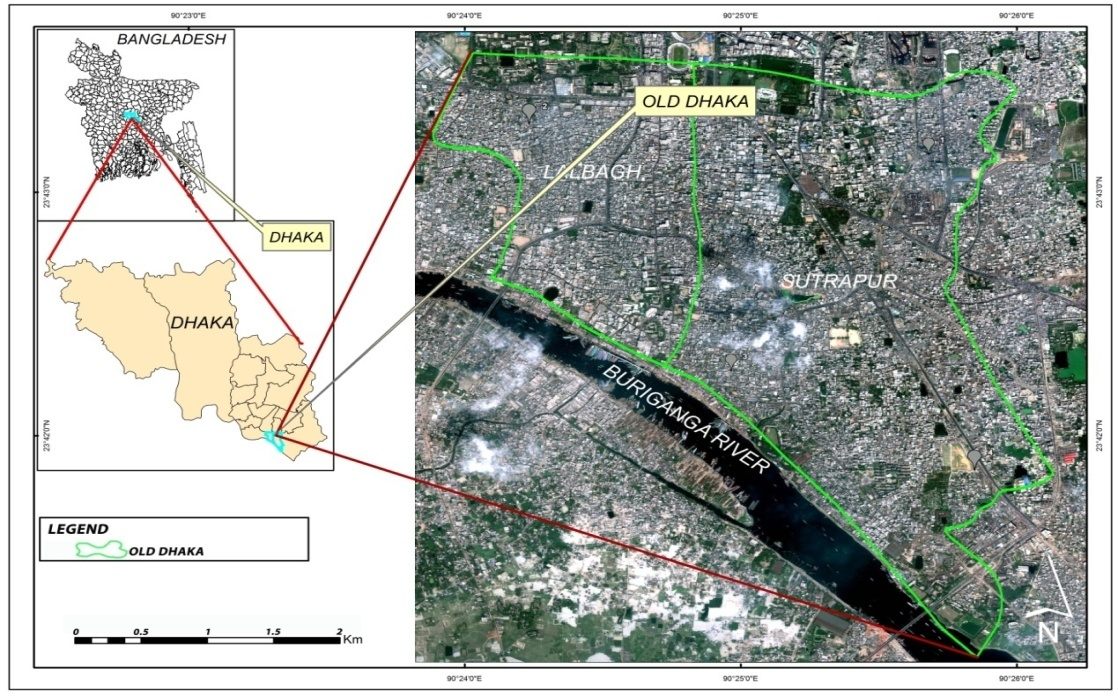 90°23'0"E 90°24'0"E 90°25'0"E 90°26'0"E
BANGLADESH
OLD DHAKA
LALBAGH
23°43'0"N
23°43'0"N
DHAKA
SUTRAPUR
DHAKA
BURIGANGA RIVER
23°42'0"N
23°42'0"N
LEGEND
OLD DHAKA
N
0 0.5 1 1.5 2 Km
90°24'0"E 90°25'0"E 90°26'0"E